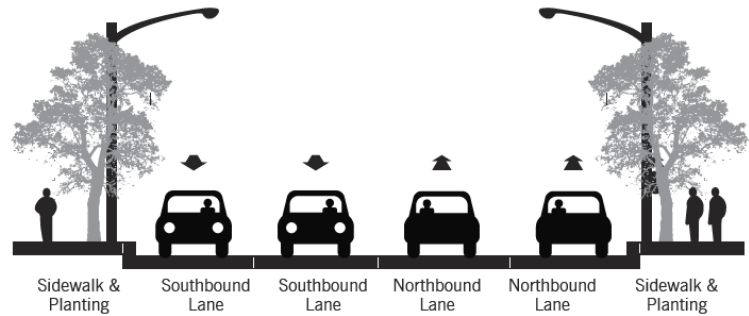 Sidewalk &
Planting
Southbound
Lane
Southbound
Lane
Northbound
Lane
Northbound
Lane
Sidewalk &
Planting